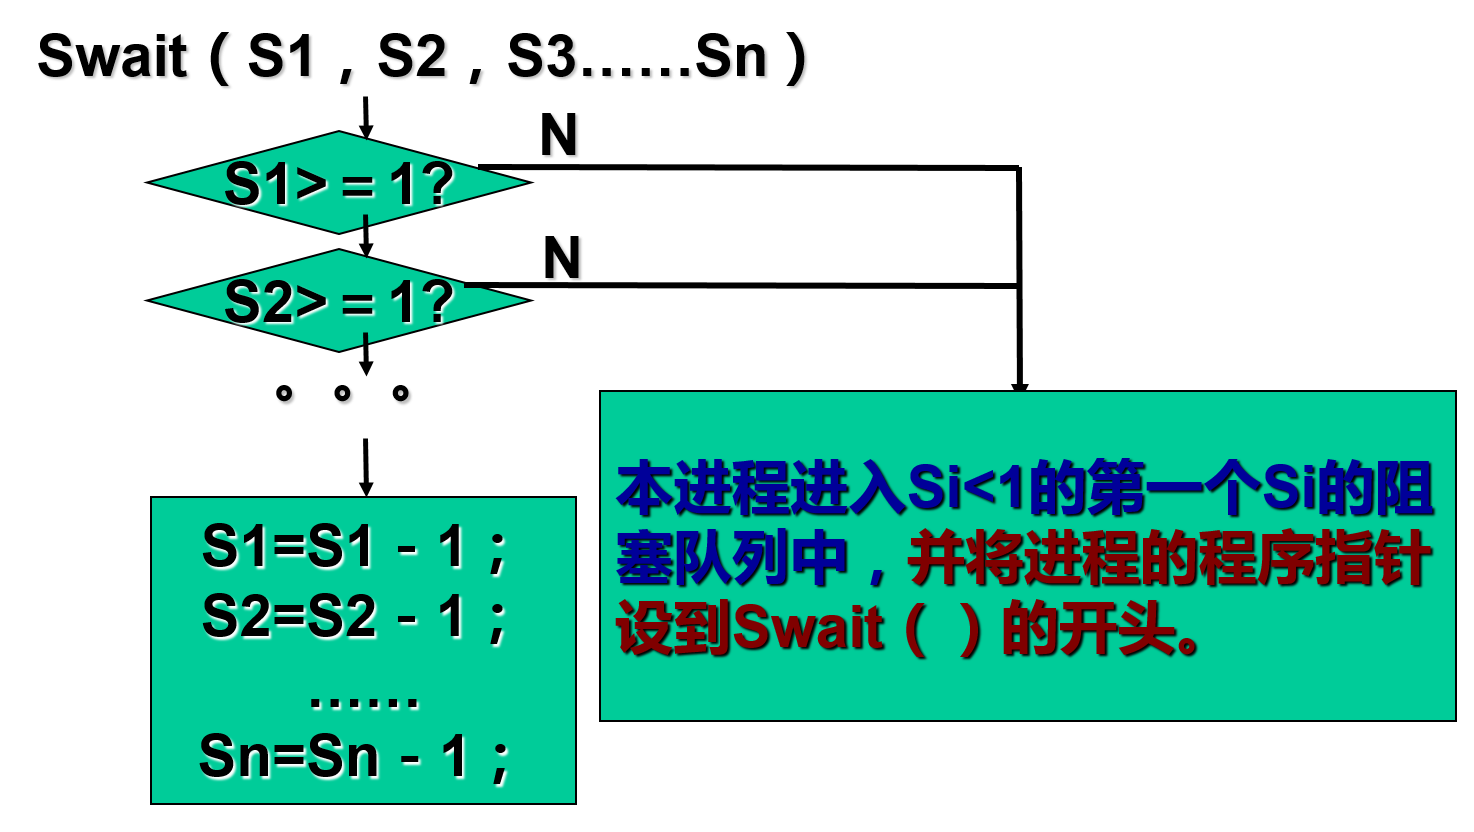 Swait（S1，S2，S3……Sn）
N
S1>＝1?
N
S2>＝1?
。。。
本进程进入Si<1的第一个Si的阻
塞队列中，并将进程的程序指针
设到Swait（ ）的开头。
S1=S1－1；
S2=S2－1；
……
Sn=Sn－1；